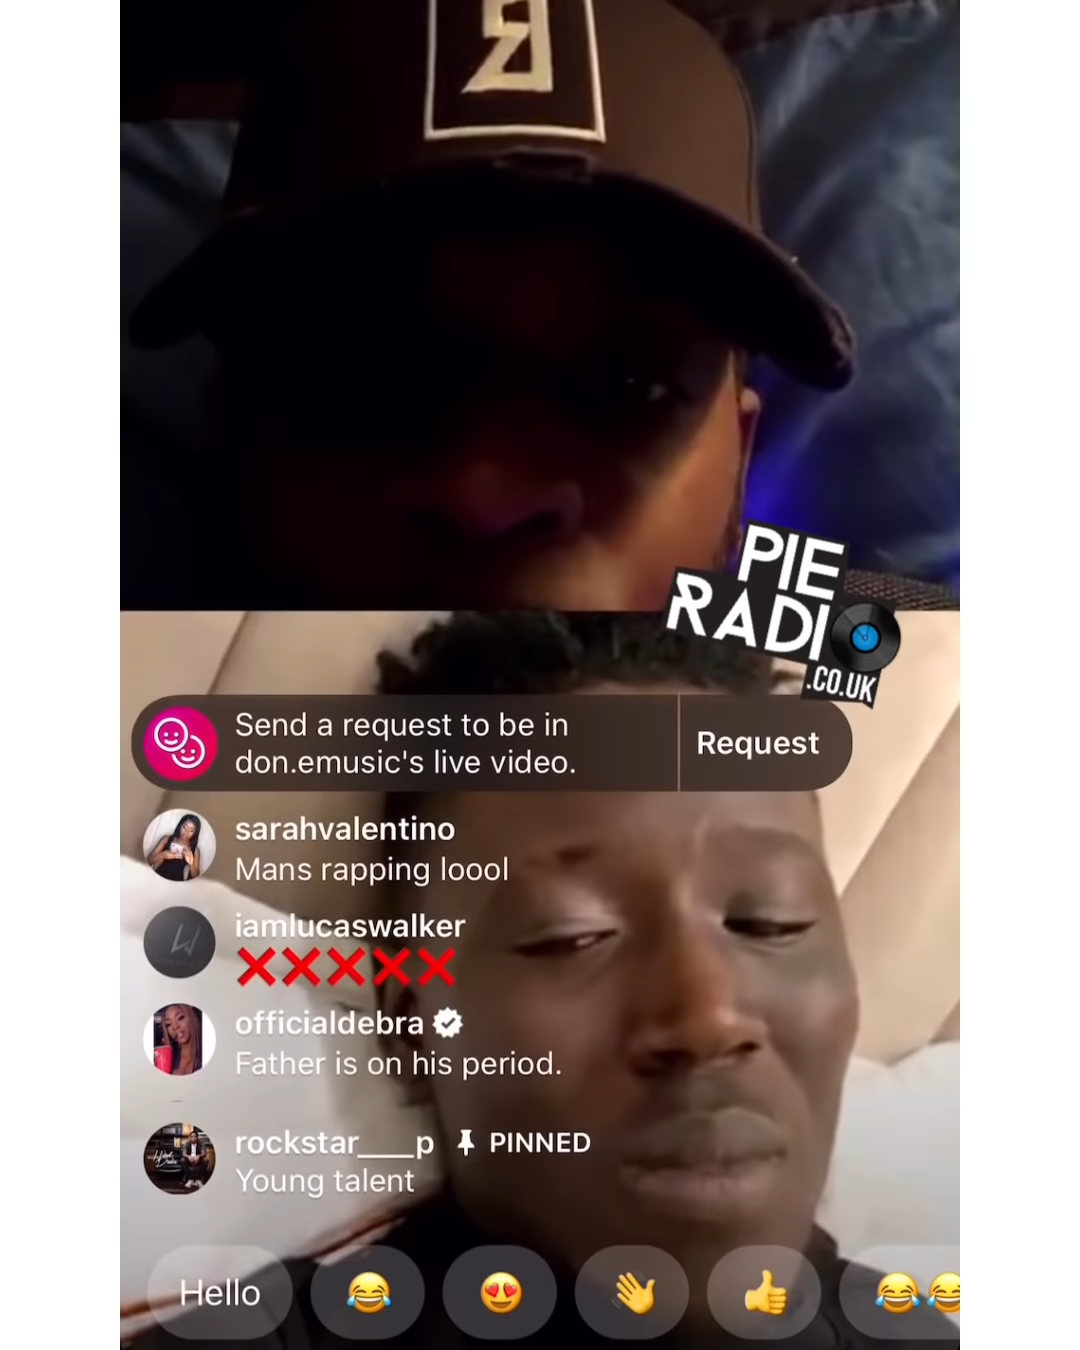 PIE
RADIO
.CO.UK
Send a request to be in
don.emusic's live video.
Request
sarahvalentino
Mans rapping loool
iamlucaswalker
❌❌❌❌❌
officialdebra
Father is on his period.
rockstar___p PINNED
Young talent
Hello